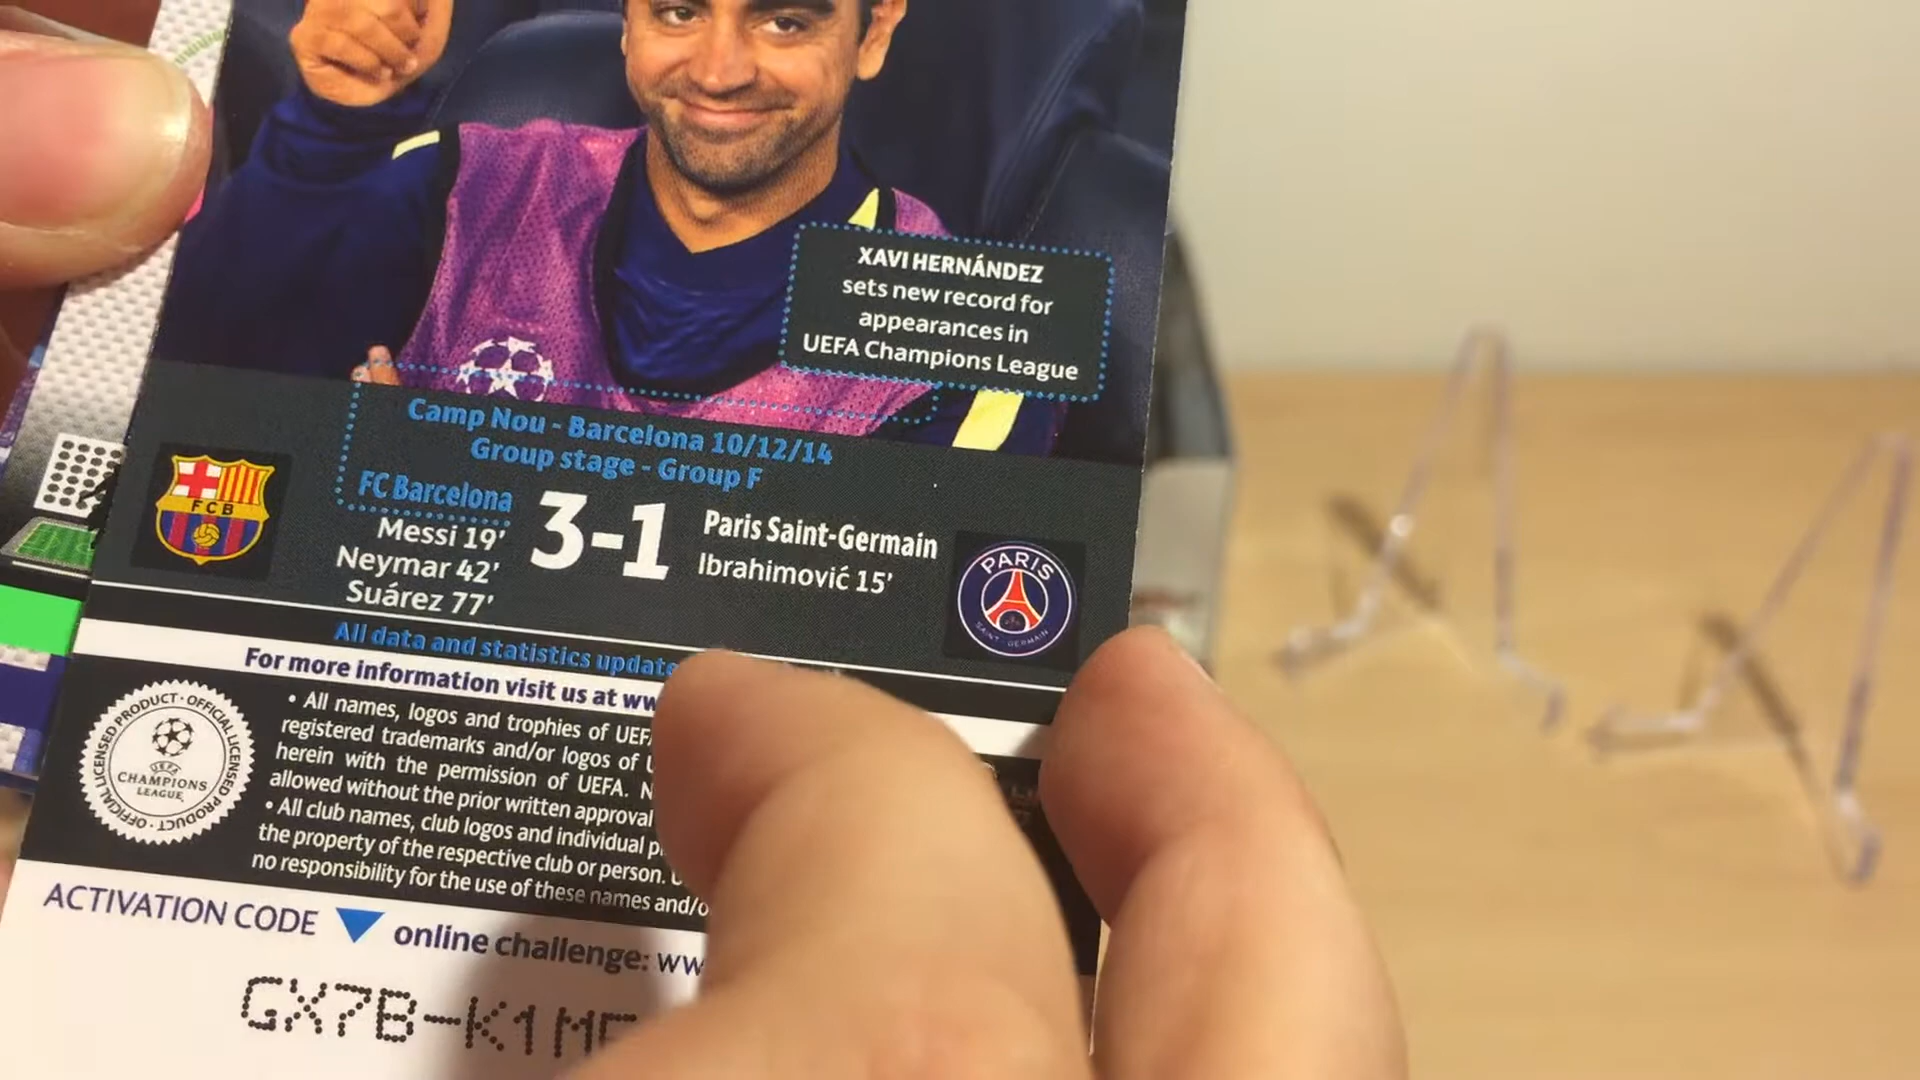 XAVI HERNÁNDEZ
sets new record for
appearances in
UEFA Champions League
Camp Nou - Barcelona 10/12/14
Group stage - Group F
FC Barcelona
Messi 19'
Neymar 42'
Suárez 77'
3-1
Paris Saint-Germain
Ibrahimović 15'
FCB
PARIS
SAINT-GERMAIN
All data and statistics
For more information visit us at
• All names, logos and trophies of
registered trademarks and/or logos of
herein with the permission of UEFA.
allowed without the prior written approval
• All club names, club logos and individual
the property of the respective club or person.
no responsibility for the use of these names
OFFICIAL LICENSED PRODUCT · OFFICIAL LICENSED PRODUCT ·
UEFA
CHAMPIONS
LEAGUE
ACTIVATION CODE
online challenge:
GX7B-K1M